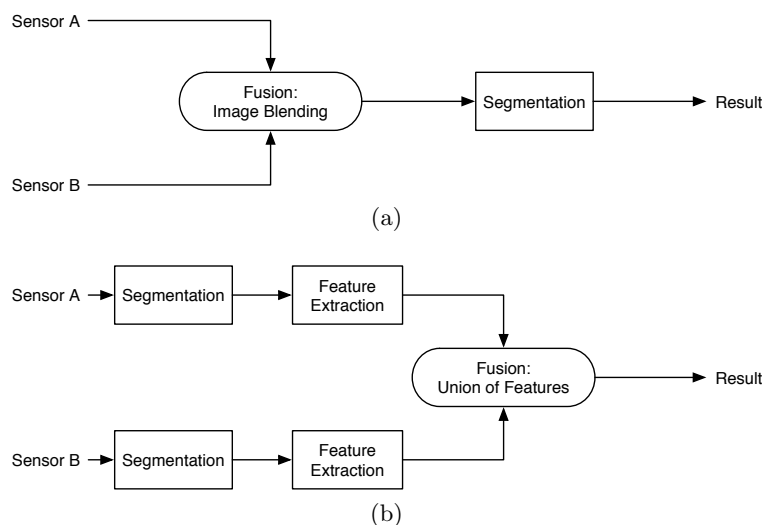 Sensor A
Fusion:
Image Blending
Segmentation
Result
Sensor B
(a)
Sensor A
Segmentation
Feature
Extraction
Fusion:
Union of Features
Result
Sensor B
Segmentation
Feature
Extraction
(b)